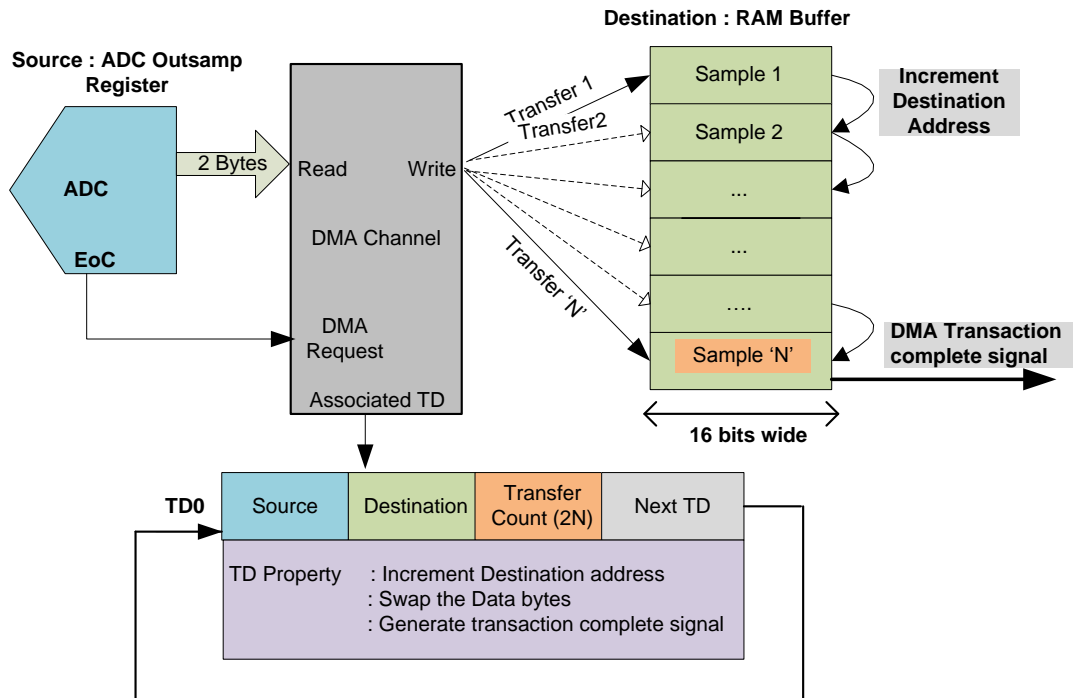 Destination : RAM Buffer
Source : ADC Outsamp
Register
ADC
EoC
2 Bytes
Read
Write
DMA Channel
DMA
Request
Associated TD
Transfer 1
Transfer2
Transfer ‘N’
Sample 1
Sample 2
...
...
....
Sample ‘N’
Increment
Destination
Address
DMA Transaction
complete signal
16 bits wide
TD0
Source
Destination
Transfer
Count (2N)
Next TD
TD Property : Increment Destination address
: Swap the Data bytes
: Generate transaction complete signal